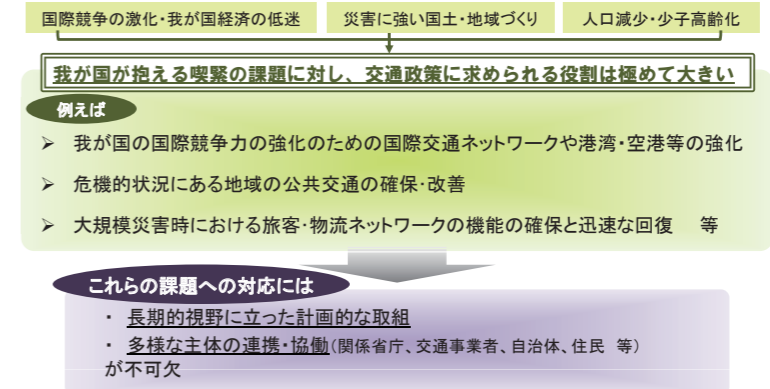 国際競争の激化・我が国経済の低迷
災害に強い国土・地域づくり
人口減少・少子高齢化
我が国が抱える喫緊の課題に対し、交通政策に求められる役割は極めて大きい
例えば
➢ 我が国の国際競争力の強化のための国際交通ネットワークや港湾・空港等の強化
➢ 危機的状況にある地域の公共交通の確保・改善
➢ 大規模災害時における旅客・物流ネットワークの機能の確保と迅速な回復　等
これらの課題への対応には
・ 長期的視野に立った計画的な取組
・ 多様な主体の連携・協働(関係省庁、交通事業者、自治体、住民　等)
が不可欠